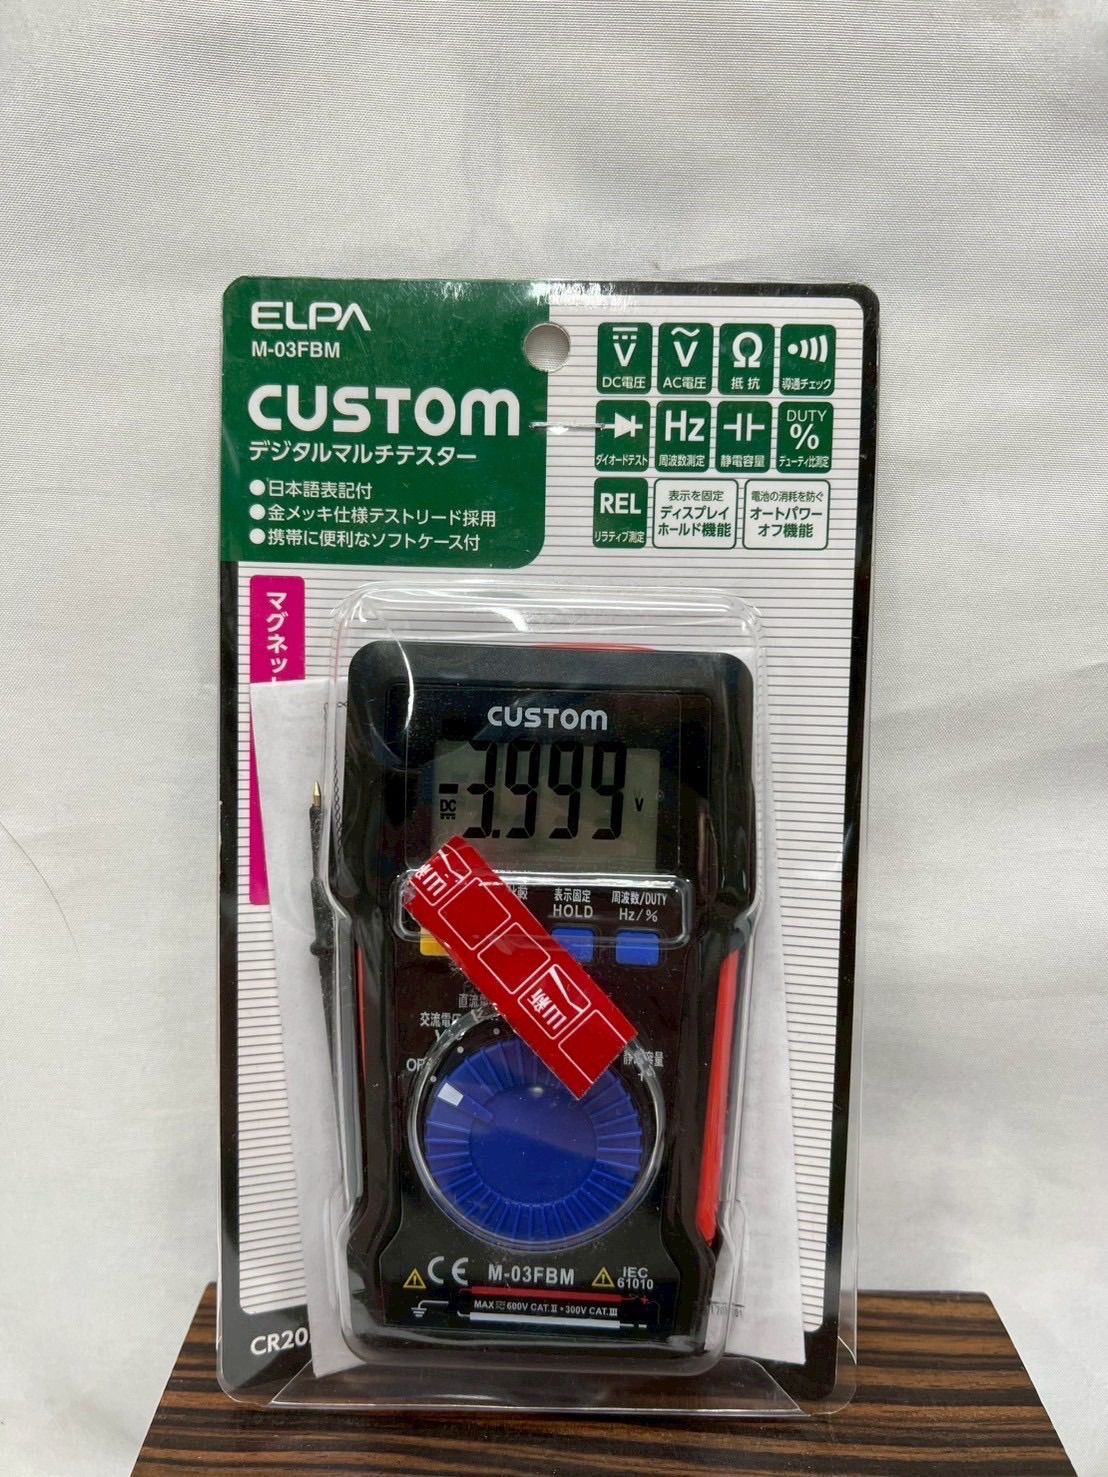 ELPA
M-03FBM
CUSTOM
デジタルマルチテスター
●日本語表記付
●金メッキ仕様テストリード採用
●携帯に便利なソフトケース付
DC電圧
AC電圧
Ω
抵抗
導通チェック
ダイオードテスト
Hz
周波数測定
静電容量
DUTY
%
デューティ比測定
REL
リラティブ測定
表示を固定
ディスプレイ
ホールド機能
電池の消耗を防ぐ
オートパワー
オフ機能
マグネット
CUSTOM
DC
-3.999 V
表示固定
HOLD
周波数/DUTY
Hz/%
交流電圧
CE
M-03FBM
IEC
61010
MAX 600V CAT.Ⅱ・300V CAT.Ⅲ
CR20